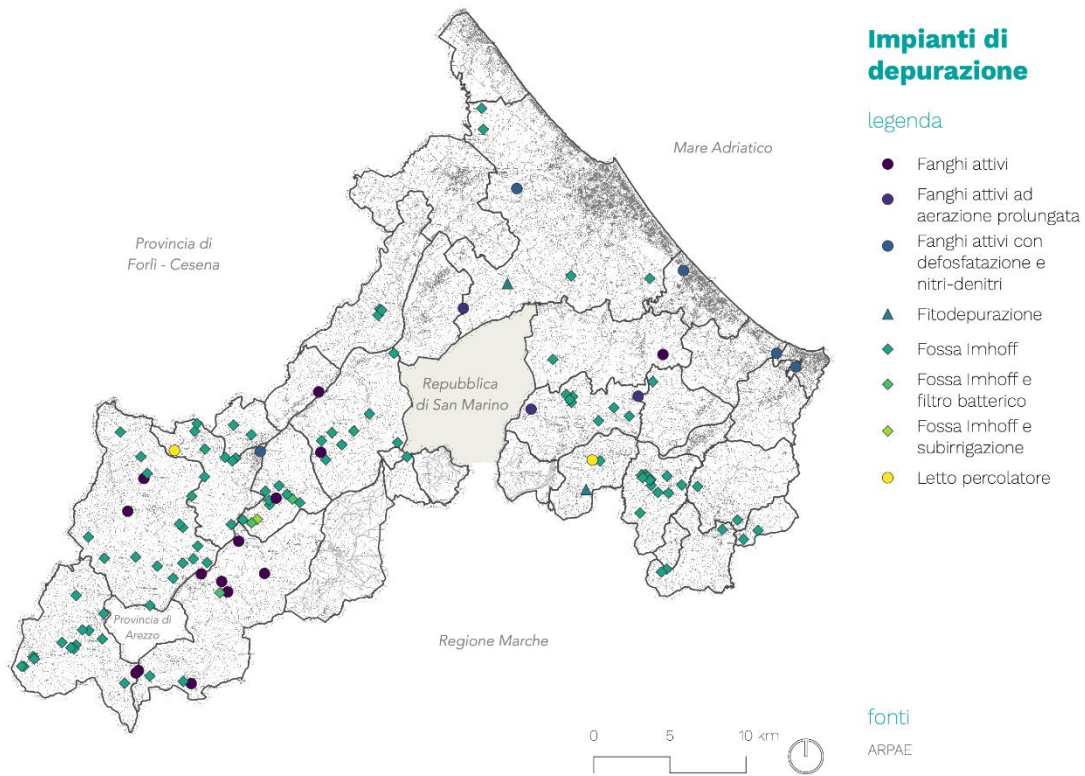 Impianti di
depurazione
legenda
Fanghi attivi
Fanghi attivi ad
aerazione prolungata
Fanghi attivi con
defosfatazione e
nitri-denitri
Fitodepurazione
Fossa Imhoff
Fossa Imhoff e
filtro batterico
Fossa Imhoff e
subirrigazione
Letto percolatore
Mare Adriatico
Provincia di
Forlì - Cesena
Repubblica
di San Marino
Provincia di
Arezzo
Regione Marche
0 5 10 km
fonti
ARPAE